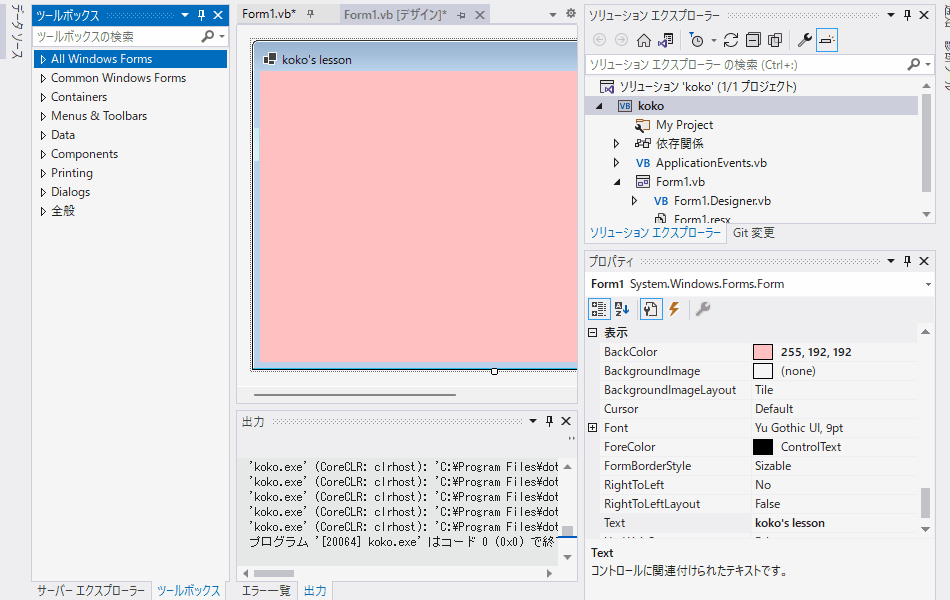 データ ソース
ツールボックス
ツールボックスの検索
All Windows Forms
Common Windows Forms
Containers
Menus & Toolbars
Data
Components
Printing
Dialogs
全般
サーバー エクスプローラー
ツールボックス
Form1.vb*
Form1.vb [デザイン]*
koko's lesson
出力
'koko.exe' (CoreCLR: clrhost): 'C:¥Program Files¥dot
'koko.exe' (CoreCLR: clrhost): 'C:¥Program Files¥dot
'koko.exe' (CoreCLR: clrhost): 'C:¥Program Files¥dot
'koko.exe' (CoreCLR: clrhost): 'C:¥Program Files¥dot
'koko.exe' (CoreCLR: clrhost): 'C:¥Program Files¥dot
プログラム '[20064] koko.exe' はコード 0 (0x0) で終
エラー一覧
出力
ソリューション エクスプローラー
ソリューション エクスプローラー の検索 (Ctrl+:)
ソリューション 'koko' (1/1 プロジェクト)
VB koko
My Project
依存関係
VB ApplicationEvents.vb
Form1.vb
VB Form1.Designer.vb
Form1.resx
ソリューション エクスプローラー
Git 変更
プロパティ
Form1 System.Windows.Forms.Form
表示
BackColor 255, 192, 192
BackgroundImage (none)
BackgroundImageLayout Tile
Cursor Default
Font Yu Gothic UI, 9pt
ForeColor ControlText
FormBorderStyle Sizable
RightToLeft No
RightToLeftLayout False
Text koko's lesson
Text
コントロールに関連付けられたテキストです。